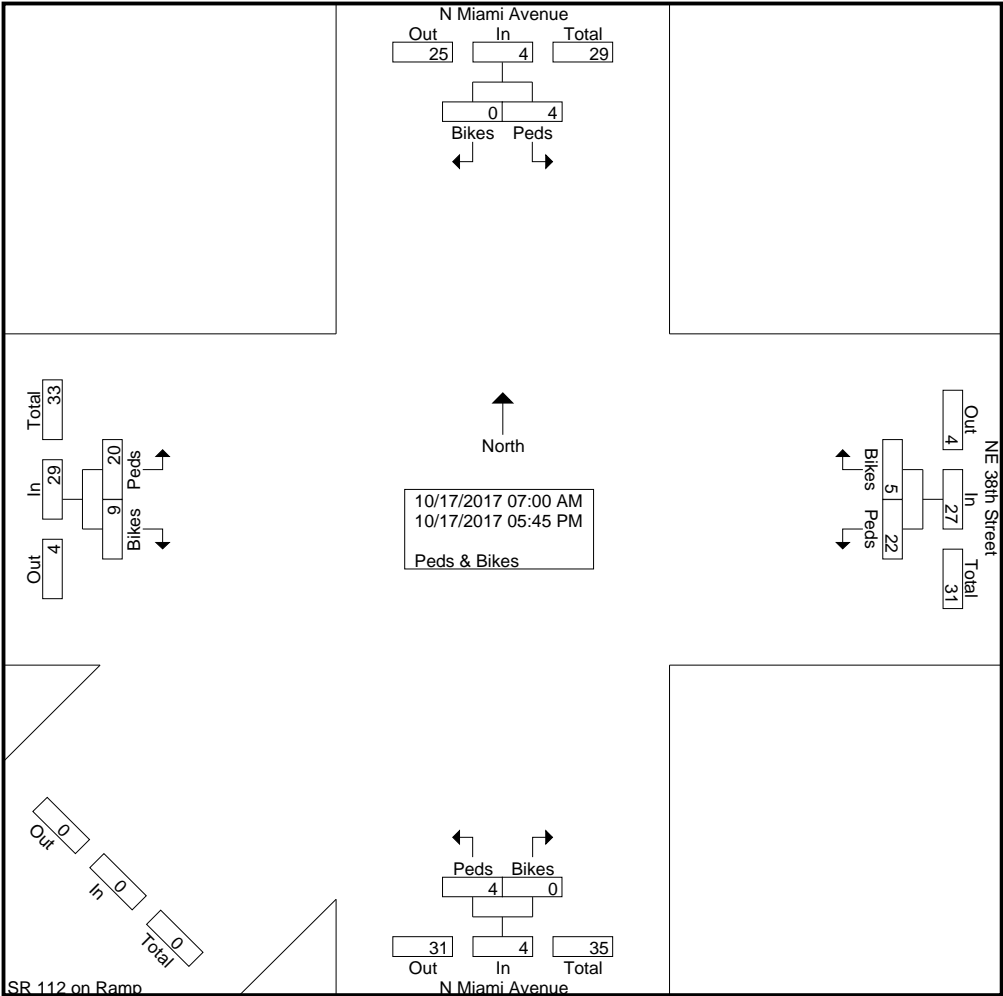 N Miami Avenue
Out In Total
25 4 29
0 4
Bikes Peds
Total 33
In 29
Out 4
Peds 20
Bikes 9
North
10/17/2017 07:00 AM
10/17/2017 05:45 PM
Peds & Bikes
Bikes 5
Peds 22
Out 4
In 27
Total 31
NE 38th Street
Out 0
In 0
Total 0
SR 112 on Ramp
Peds Bikes
4 0
31 4 35
Out In Total
N Miami Avenue